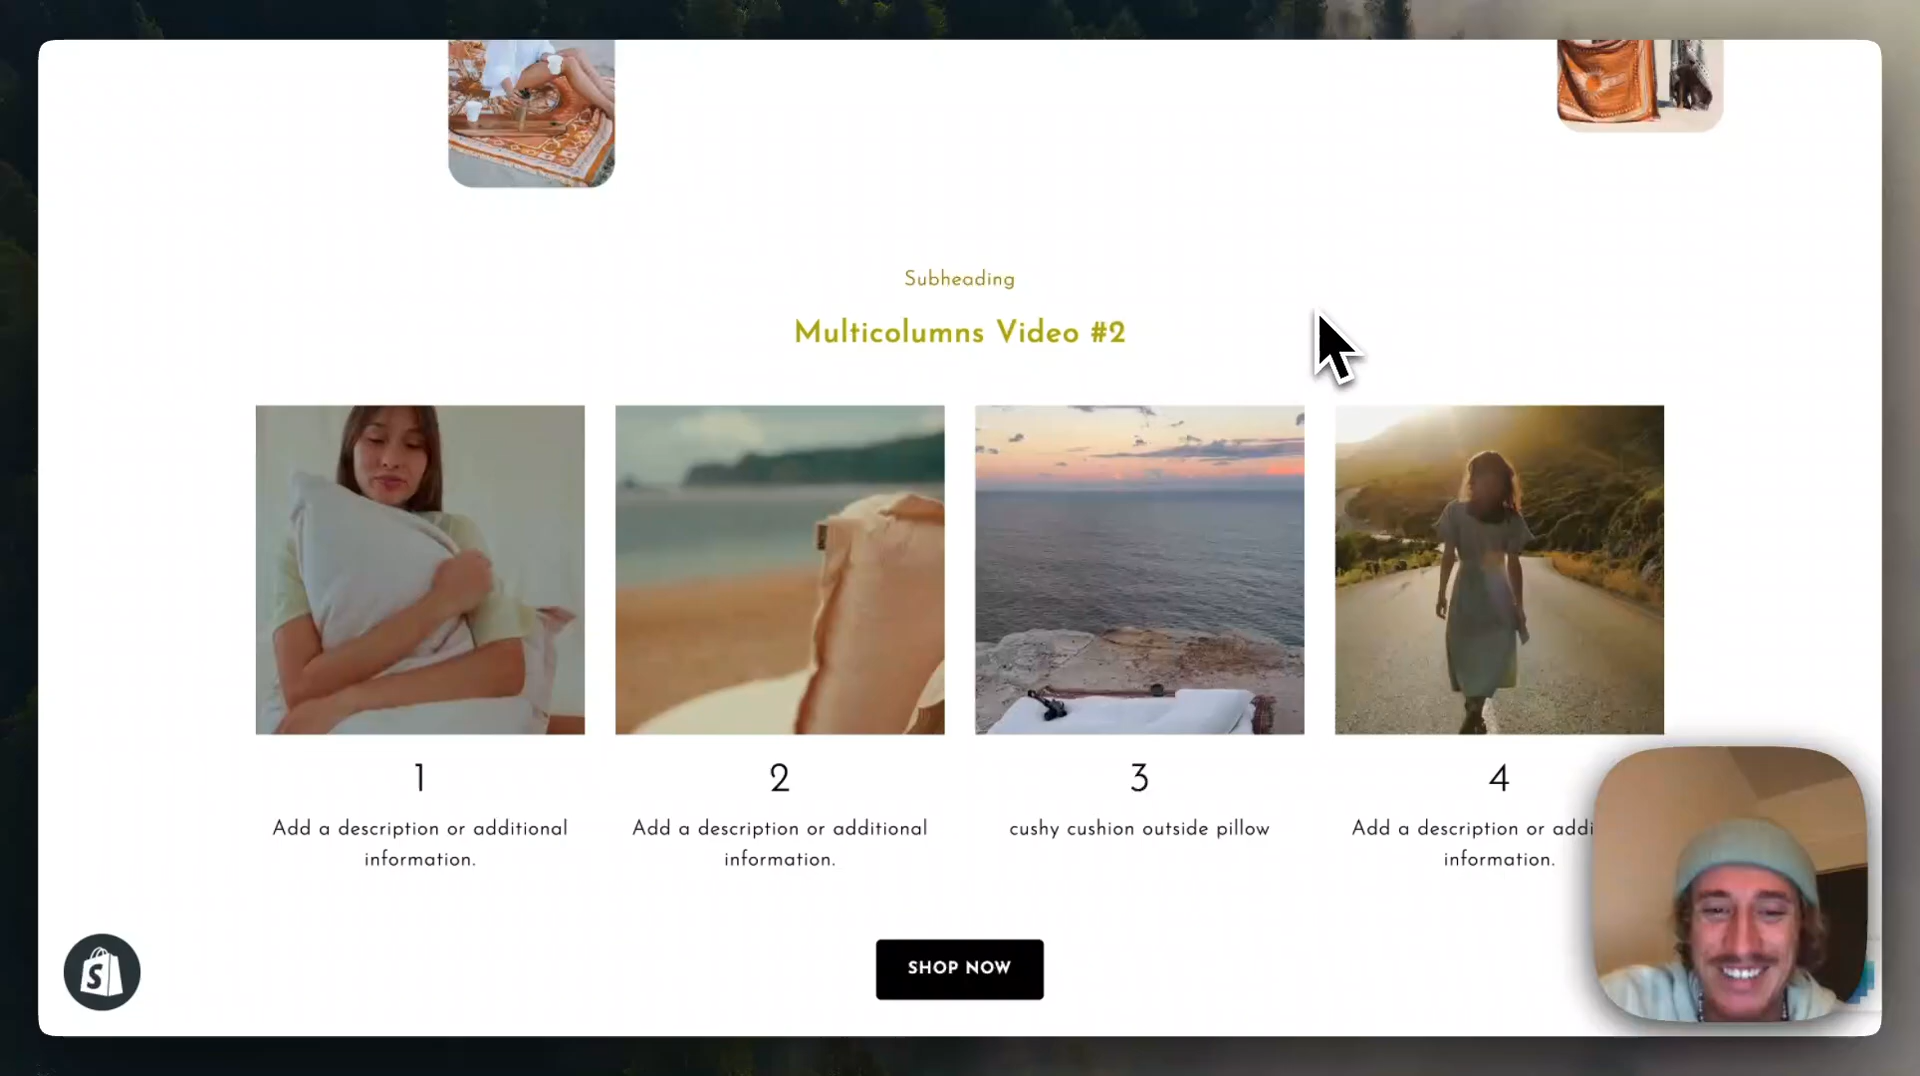 Subheading
Multicolumns Video #2
1
Add a description or additional
information.
2
Add a description or additional
information.
3
cushy cushion outside pillow
4
Add a description or addi
information.
SHOP NOW
S